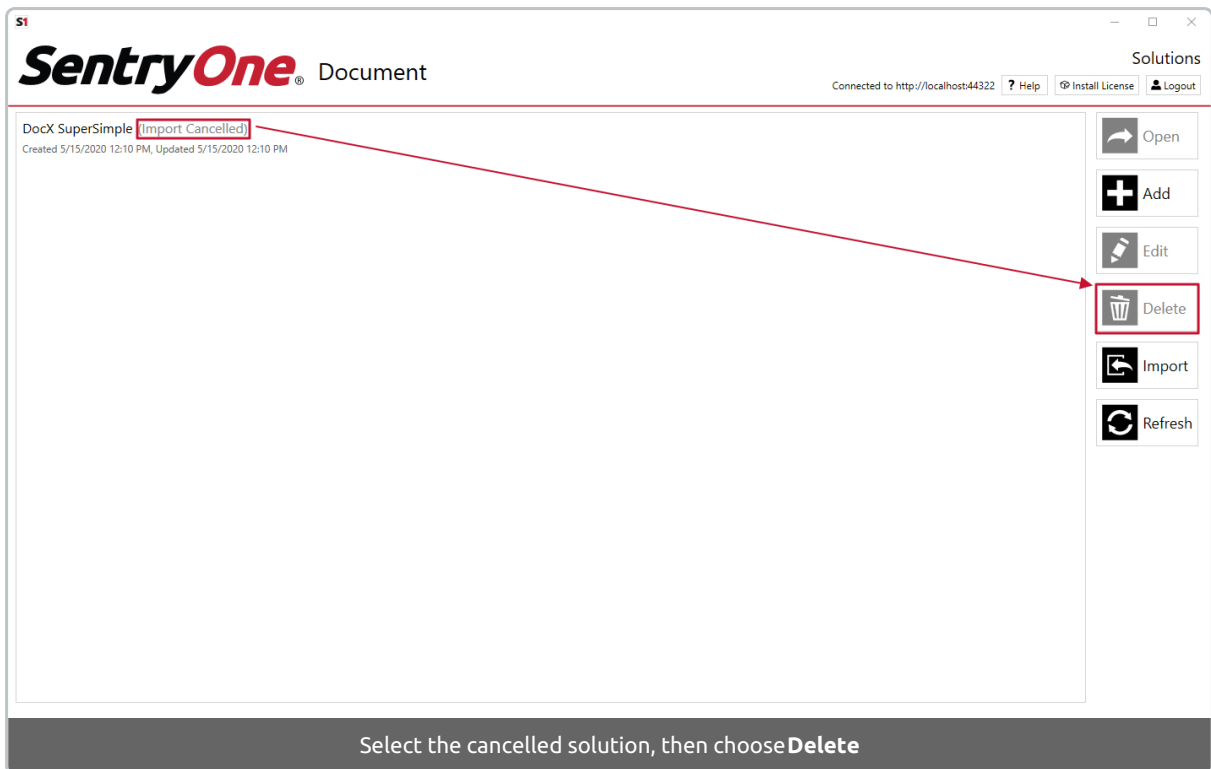 S1
SentryOne® Document
Solutions
Connected to http://localhost:44322 ? Help Install License Logout
DocX SuperSimple (Import Cancelled)
Created 5/15/2020 12:10 PM, Updated 5/15/2020 12:10 PM
Open
Add
Edit
Delete
Import
Refresh
Select the cancelled solution, then choose Delete